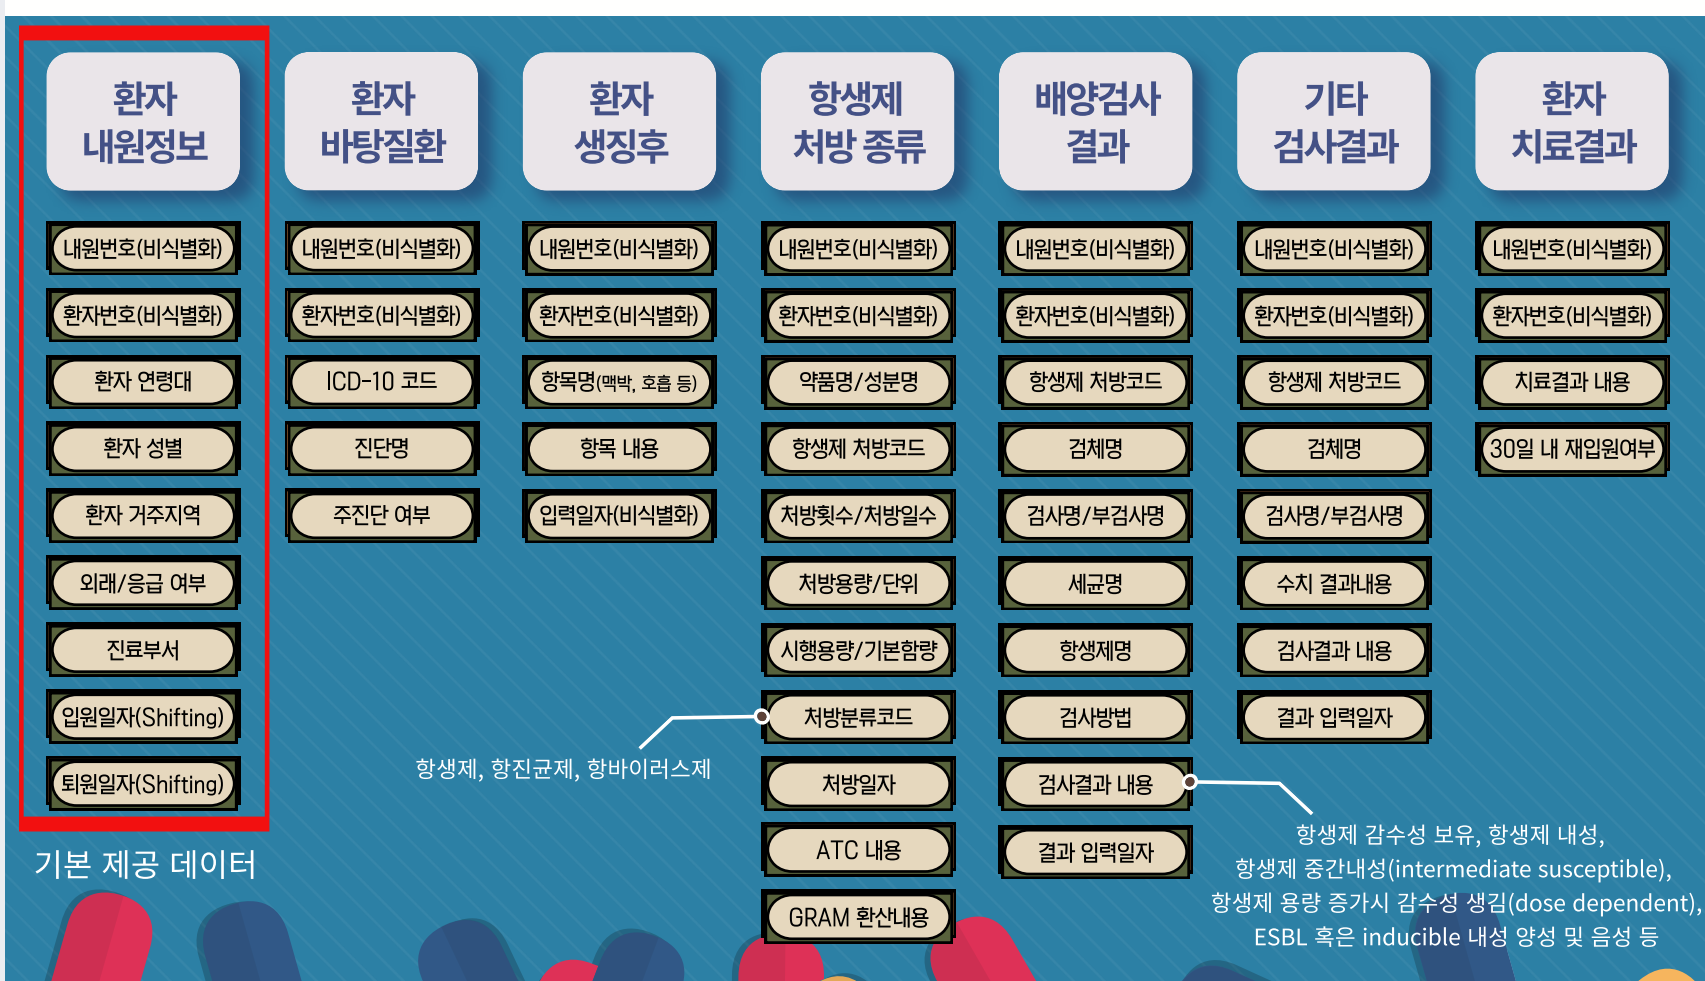 환자
내원정보
내원번호(비식별화)
환자번호(비식별화)
환자 연령대
환자 성별
환자 거주지역
외래/응급 여부
진료부서
입원일자(Shifting)
퇴원일자(Shifting)
기본 제공 데이터
환자
바탕질환
내원번호(비식별화)
환자번호(비식별화)
ICD-10 코드
진단명
주진단 여부
환자
생징후
내원번호(비식별화)
환자번호(비식별화)
항목명(맥박, 호흡 등)
항목 내용
입력일자(비식별화)
항생제
처방 종류
내원번호(비식별화)
환자번호(비식별화)
약품명/성분명
항생제 처방코드
처방횟수/처방일수
처방용량/단위
시행용량/기본함량
처방분류코드
항생제, 항진균제, 항바이러스제
처방일자
ATC 내용
GRAM 환산내용
배양검사
결과
내원번호(비식별화)
환자번호(비식별화)
항생제 처방코드
검체명
검사명/부검사명
세균명
항생제명
검사방법
검사결과 내용
결과 입력일자
항생제 감수성 보유, 항생제 내성,
항생제 중간내성(intermediate susceptible),
항생제 용량 증가시 감수성 생김(dose dependent),
ESBL 혹은 inducible 내성 양성 및 음성 등
기타
검사결과
내원번호(비식별화)
환자번호(비식별화)
항생제 처방코드
검체명
검사명/부검사명
수치 결과내용
검사결과 내용
결과 입력일자
환자
치료결과
내원번호(비식별화)
환자번호(비식별화)
치료결과 내용
30일 내 재입원여부